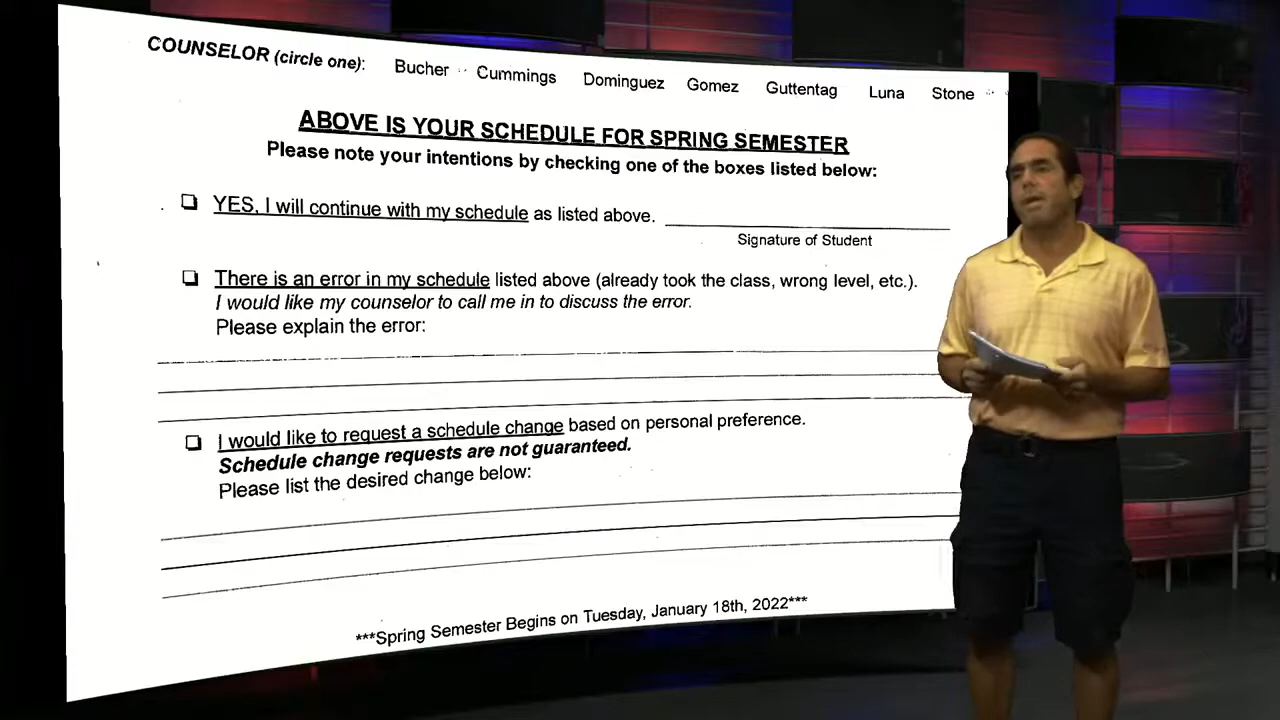 COUNSELOR (circle one): Bucher Cummings Dominguez Gomez Guttentag Luna Stone
ABOVE IS YOUR SCHEDULE FOR SPRING SEMESTER
Please note your intentions by checking one of the boxes listed below:
YES, I will continue with my schedule as listed above.
Signature of Student
There is an error in my schedule listed above (already took the class, wrong level, etc.).
I would like my counselor to call me in to discuss the error.
Please explain the error:
I would like to request a schedule change based on personal preference.
Schedule change requests are not guaranteed.
Please list the desired change below:
***Spring Semester Begins on Tuesday, January 18th, 2022***